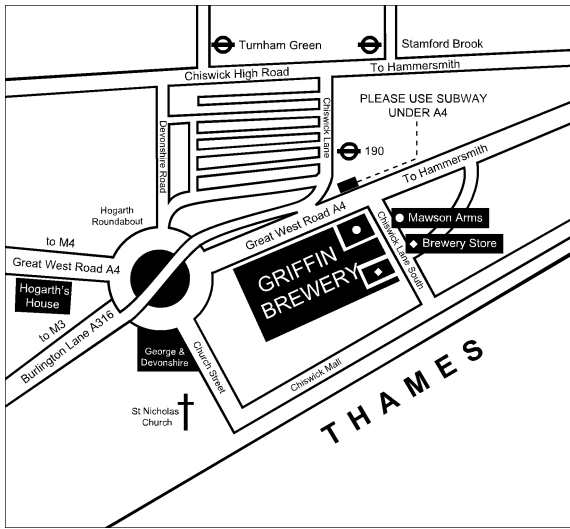 Turnham Green
Stamford Brook
Chiswick High Road
To Hammersmith
PLEASE USE SUBWAY
UNDER A4
Devonshire Road
Chiswick Lane
190
To Hammersmith
Hogarth
Roundabout
Mawson Arms
to M4
Great West Road A4
Great West Road A4
Chiswick Lane South
Brewery Store
GRIFFIN
BREWERY
Hogarth's
House
to M3
Burlington Lane A316
George &
Devonshire
Church Street
Chiswick Mall
THAMES
St Nicholas
Church